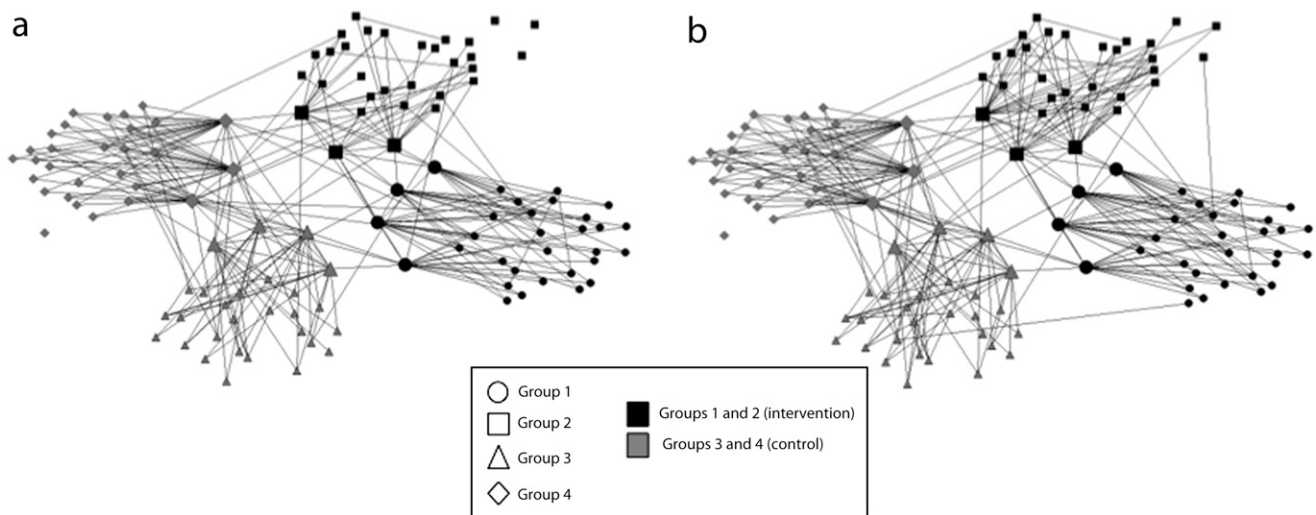 a
b
Group 1
Group 2
Group 3
Group 4
Groups 1 and 2 (intervention)
Groups 3 and 4 (control)